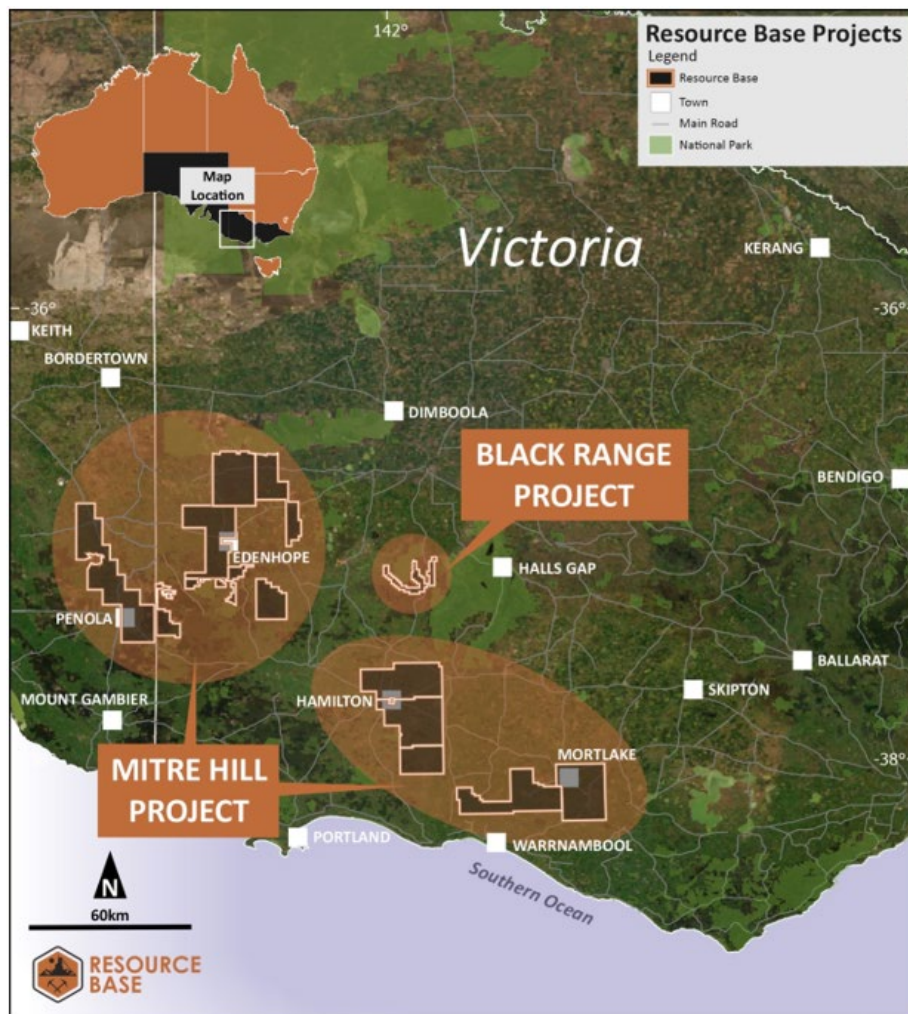 142°
Resource Base Projects
Legend
Resource Base
Town
Main Road
National Park
Map
Location
Victoria
KERANG
-36°
-36°
KEITH
BORDERTOWN
DIMBOOLA
BLACK RANGE
PROJECT
BENDIGO
EDENHOPE
HALLS GAP
PENOLA
BALLARAT
SKIPTON
HAMILTON
MOUNT GAMBIER
MORTLAKE
-38°
MITRE HILL
PROJECT
PORTLAND
WARRNAMBOOL
Southern Ocean
N
60km
RESOURCE
BASE